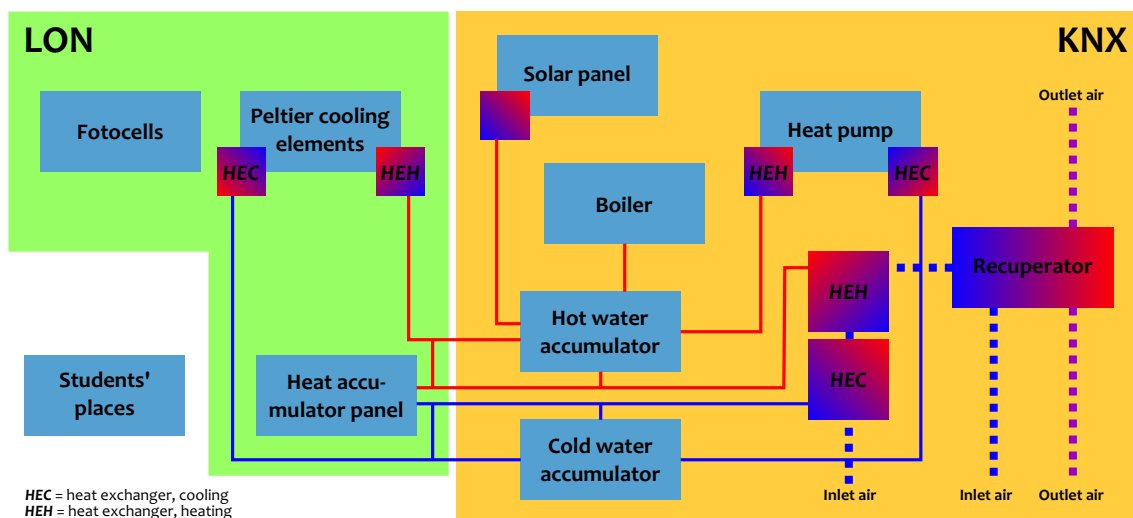 LON
KNX
Solar panel
Outlet air
Fotocells
Peltier cooling
elements
Heat pump
HEC
HEH
HEH
HEC
Boiler
Recuperator
HEH
Hot water
accumulator
Students'
places
Heat accu-
mulator panel
HEC
Cold water
accumulator
HEC = heat exchanger, cooling
HEH = heat exchanger, heating
Inlet air
Inlet air
Outlet air